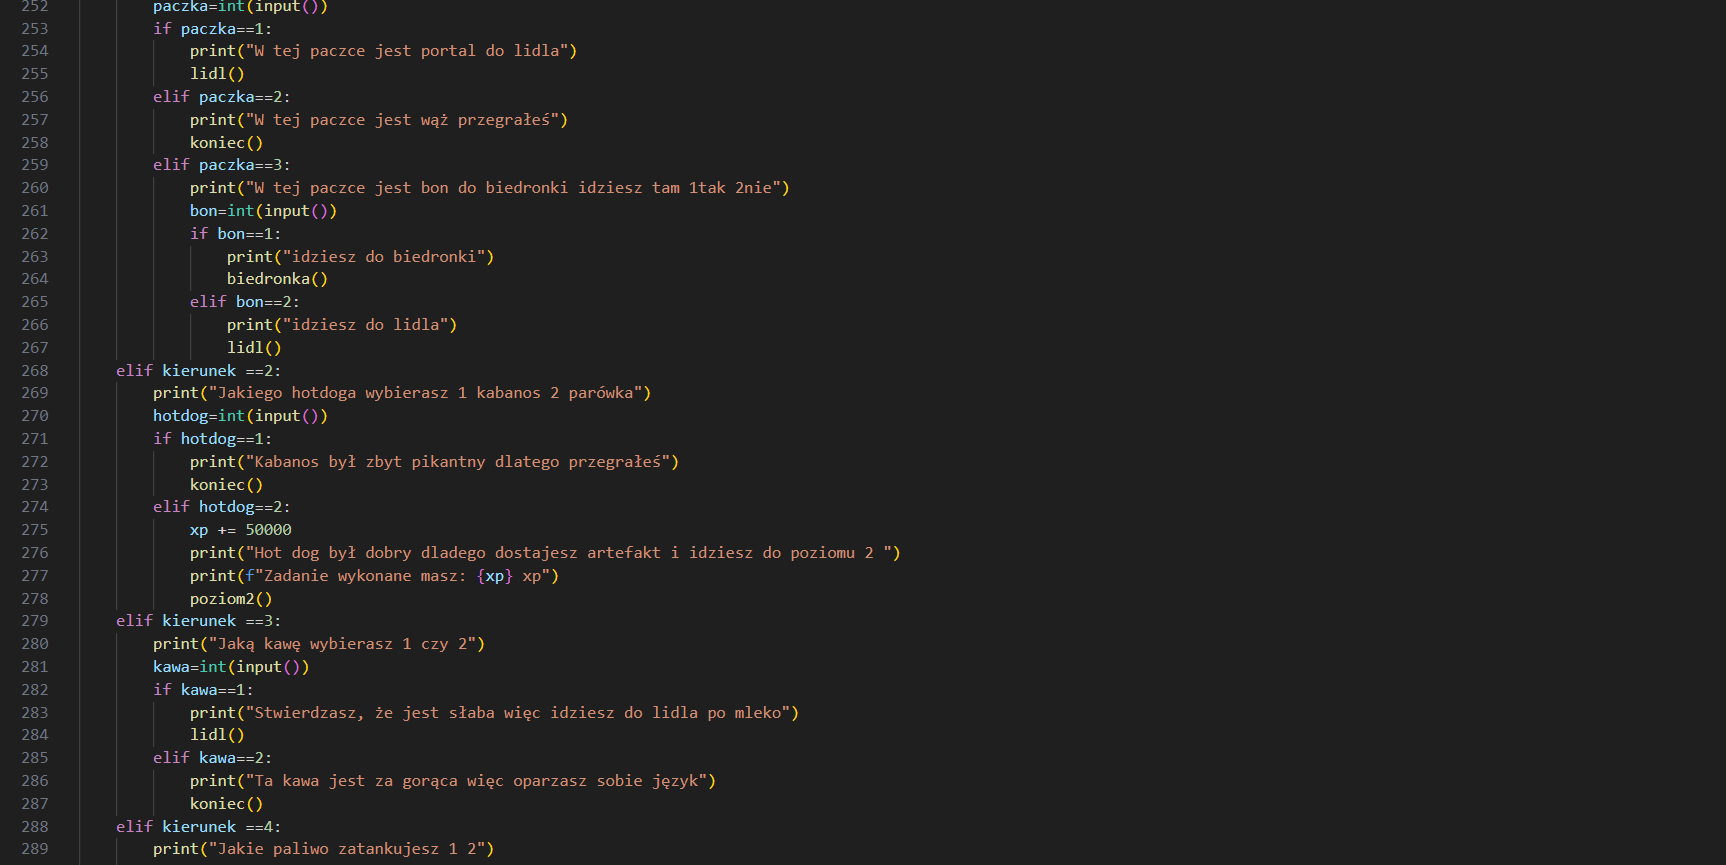 252 paczka=int(input())
253 if paczka==1:
254 print("W tej paczce jest portal do lidla")
255 lidl()
256 elif paczka==2:
257 print("W tej paczce jest wąż przegrałeś")
258 koniec()
259 elif paczka==3:
260 print("W tej paczce jest bon do biedronki idziesz tam 1tak 2nie")
261 bon=int(input())
262 if bon==1:
263 print("idziesz do biedronki")
264 biedronka()
265 elif bon==2:
266 print("idziesz do lidla")
267 lidl()
268 elif kierunek ==2:
269 print("Jakiego hotdoga wybierasz 1 kabanos 2 parówka")
270 hotdog=int(input())
271 if hotdog==1:
272 print("Kabanos był zbyt pikantny dlatego przegrałeś")
273 koniec()
274 elif hotdog==2:
275 xp += 50000
276 print("Hot dog był dobry dladego dostajesz artefakt i idziesz do poziomu 2 ")
277 print(f"Zadanie wykonane masz: {xp} xp")
278 poziom2()
279 elif kierunek ==3:
280 print("Jaką kawę wybierasz 1 czy 2")
281 kawa=int(input())
282 if kawa==1:
283 print("Stwierdzasz, że jest słaba więc idziesz do lidla po mleko")
284 lidl()
285 elif kawa==2:
286 print("Ta kawa jest za gorąca więc oparzasz sobie język")
287 koniec()
288 elif kierunek ==4:
289 print("Jakie paliwo zatankujesz 1 2")